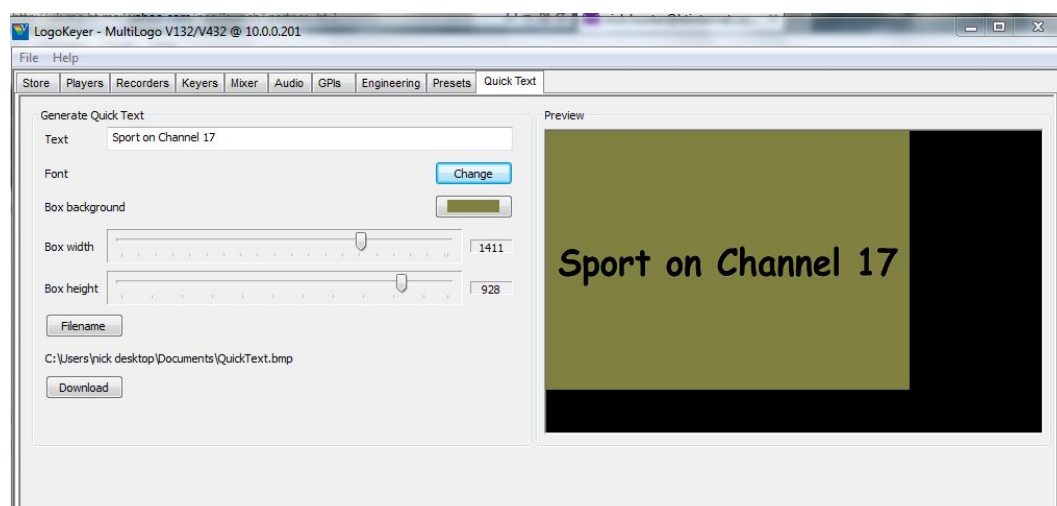 LogoKeyer - MultiLogo V132/V432 @ 10.0.0.201
File Help
Store Players Recorders Keyers Mixer Audio GPIs Engineering Presets Quick Text
Generate Quick Text
Text Sport on Channel 17
Font Change
Box background
Box width 1411
Box height 928
Filename
C:\Users\nick desktop\Documents\QuickText.bmp
Download
Preview
Sport on Channel 17